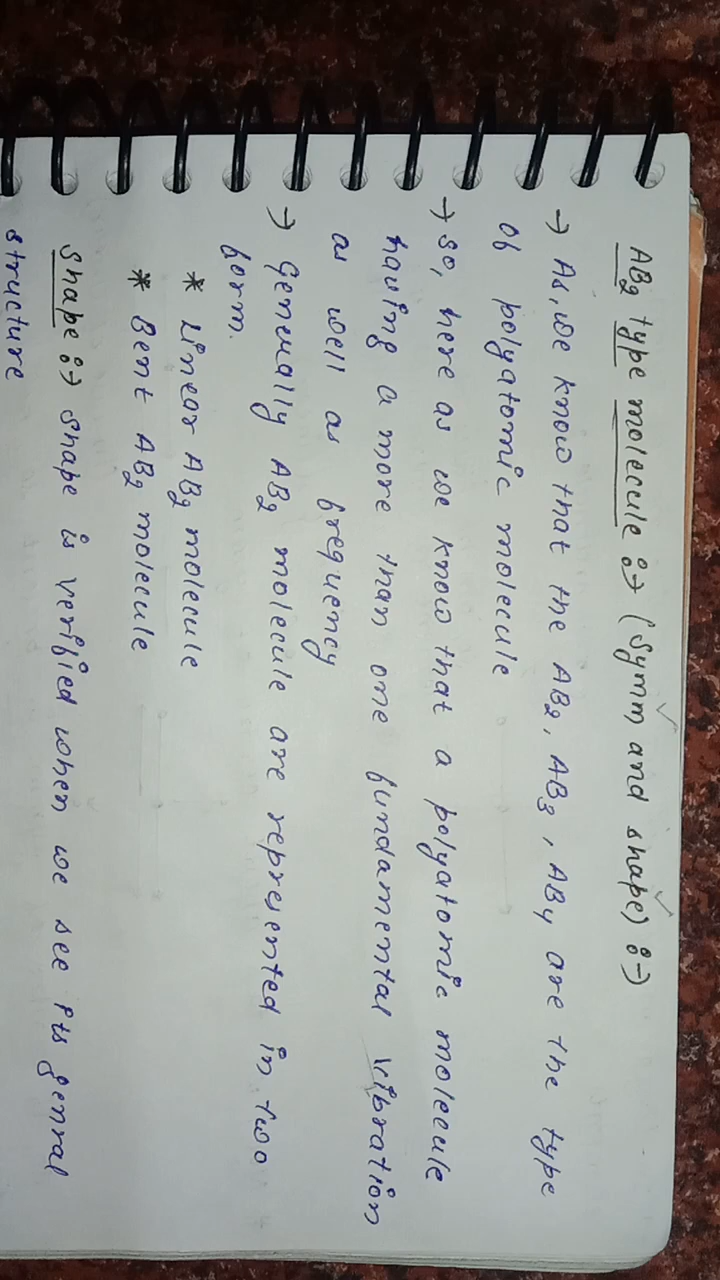 AB2 type molecule :→ (Symm and shape) :→
→ As, we know that the AB2, AB3, AB4 are the type
of polyatomic molecule
→ So, here as we know that a polyatomic molecule
having a more than one fundamental vibration
as well as frequency
→ Generally AB2 molecule are represented in two
form.
* Linear AB2 molecule
* Bent AB2 molecule
Shape :→ shape is verified when we see its genral
structure